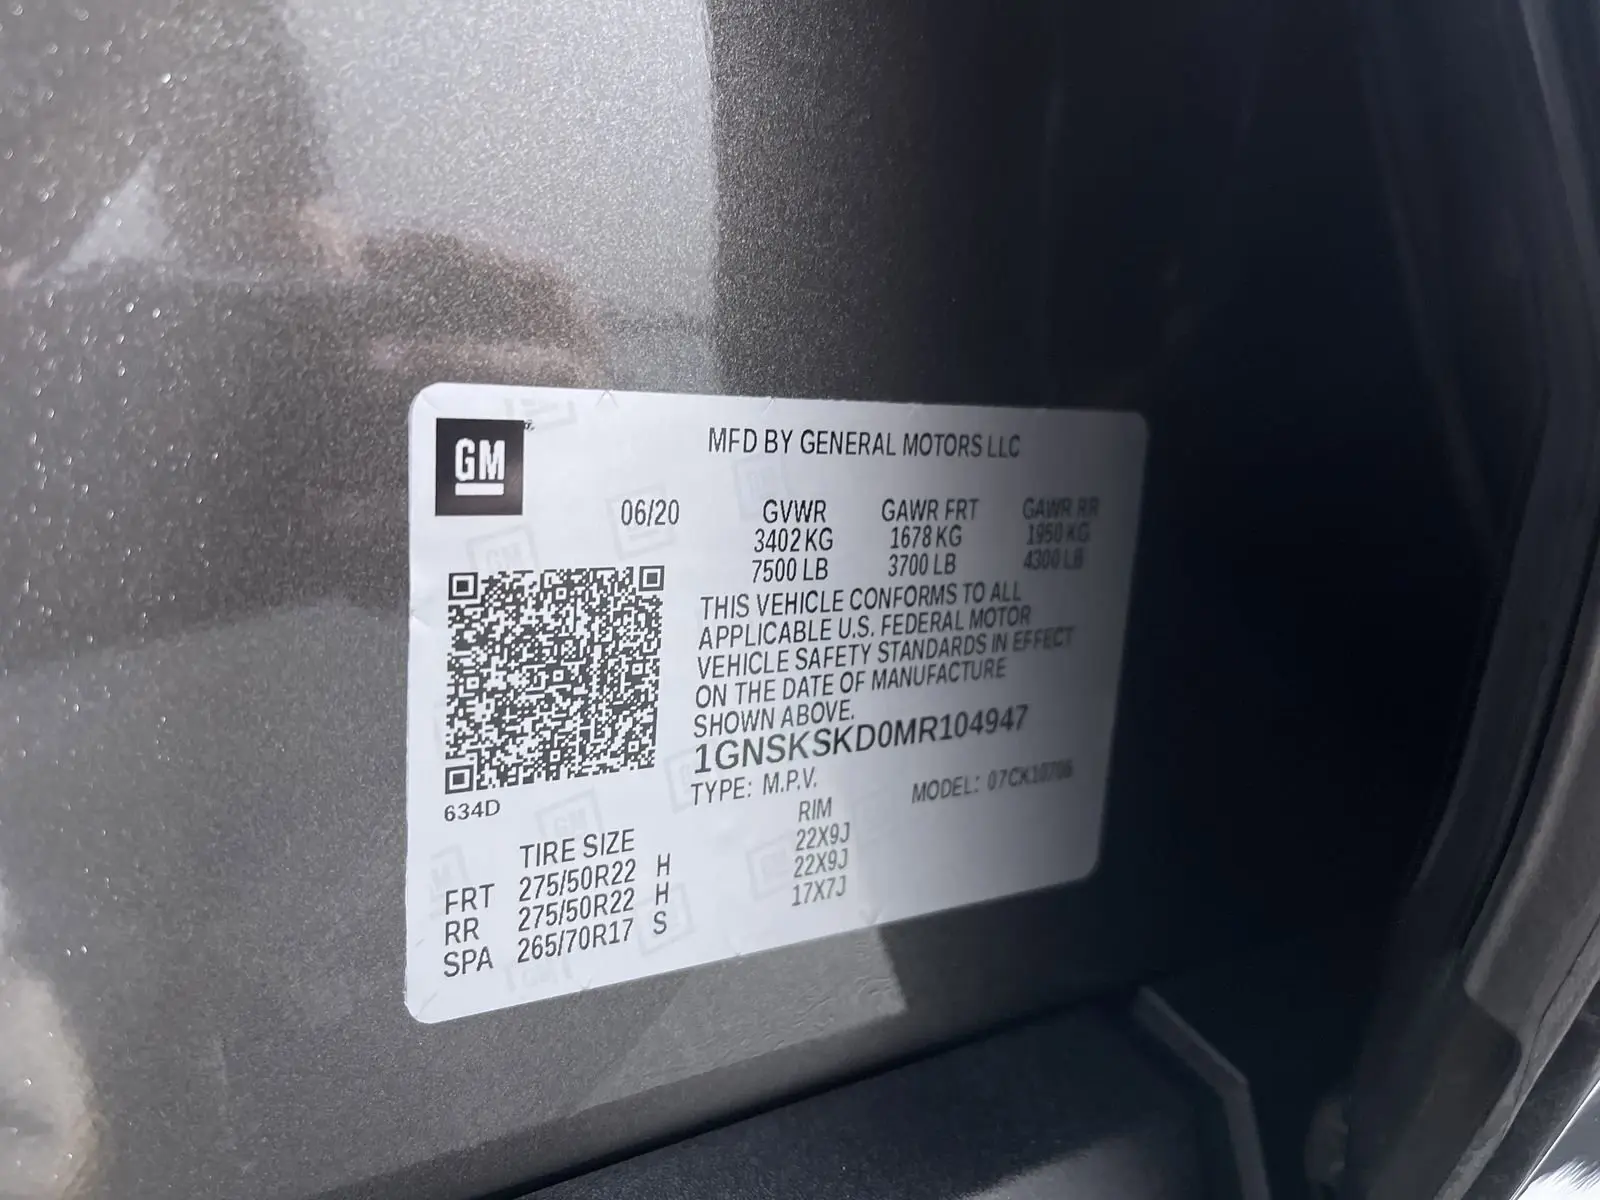 GM
MFD BY GENERAL MOTORS LLC
06/20 GVWR GAWR FRT GAWR RR
3402 KG 1678 KG 1950 KG
7500 LB 3700 LB 4300 LB
THIS VEHICLE CONFORMS TO ALL
APPLICABLE U.S. FEDERAL MOTOR
VEHICLE SAFETY STANDARDS IN EFFECT
ON THE DATE OF MANUFACTURE
SHOWN ABOVE.
1GNSKSKD0MR104947
TYPE: M.P.V. MODEL: 07CK10706
634D
TIRE SIZE RIM
FRT 275/50R22 H 22X9J
RR 275/50R22 H 22X9J
SPA 265/70R17 S 17X7J